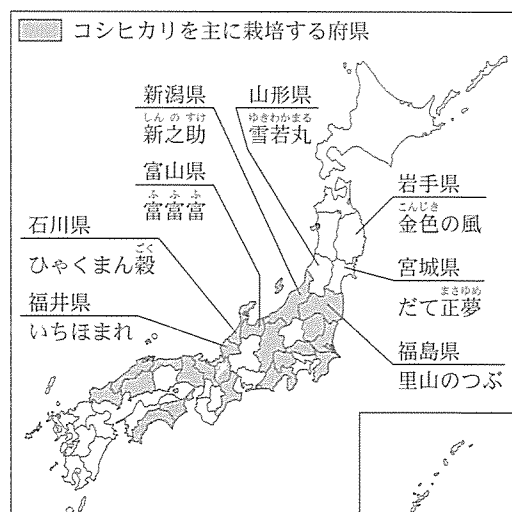 コシヒカリを主に栽培する府県
新潟県
しんのすけ
新之助
山形県
ゆきわかまる
雪若丸
富山県
ふふふ
富富富
岩手県
こんじき
金色の風
石川県
ごく
ひゃくまん穀
宮城県
まさゆめ
だて正夢
福井県
いちほまれ
福島県
里山のつぶ